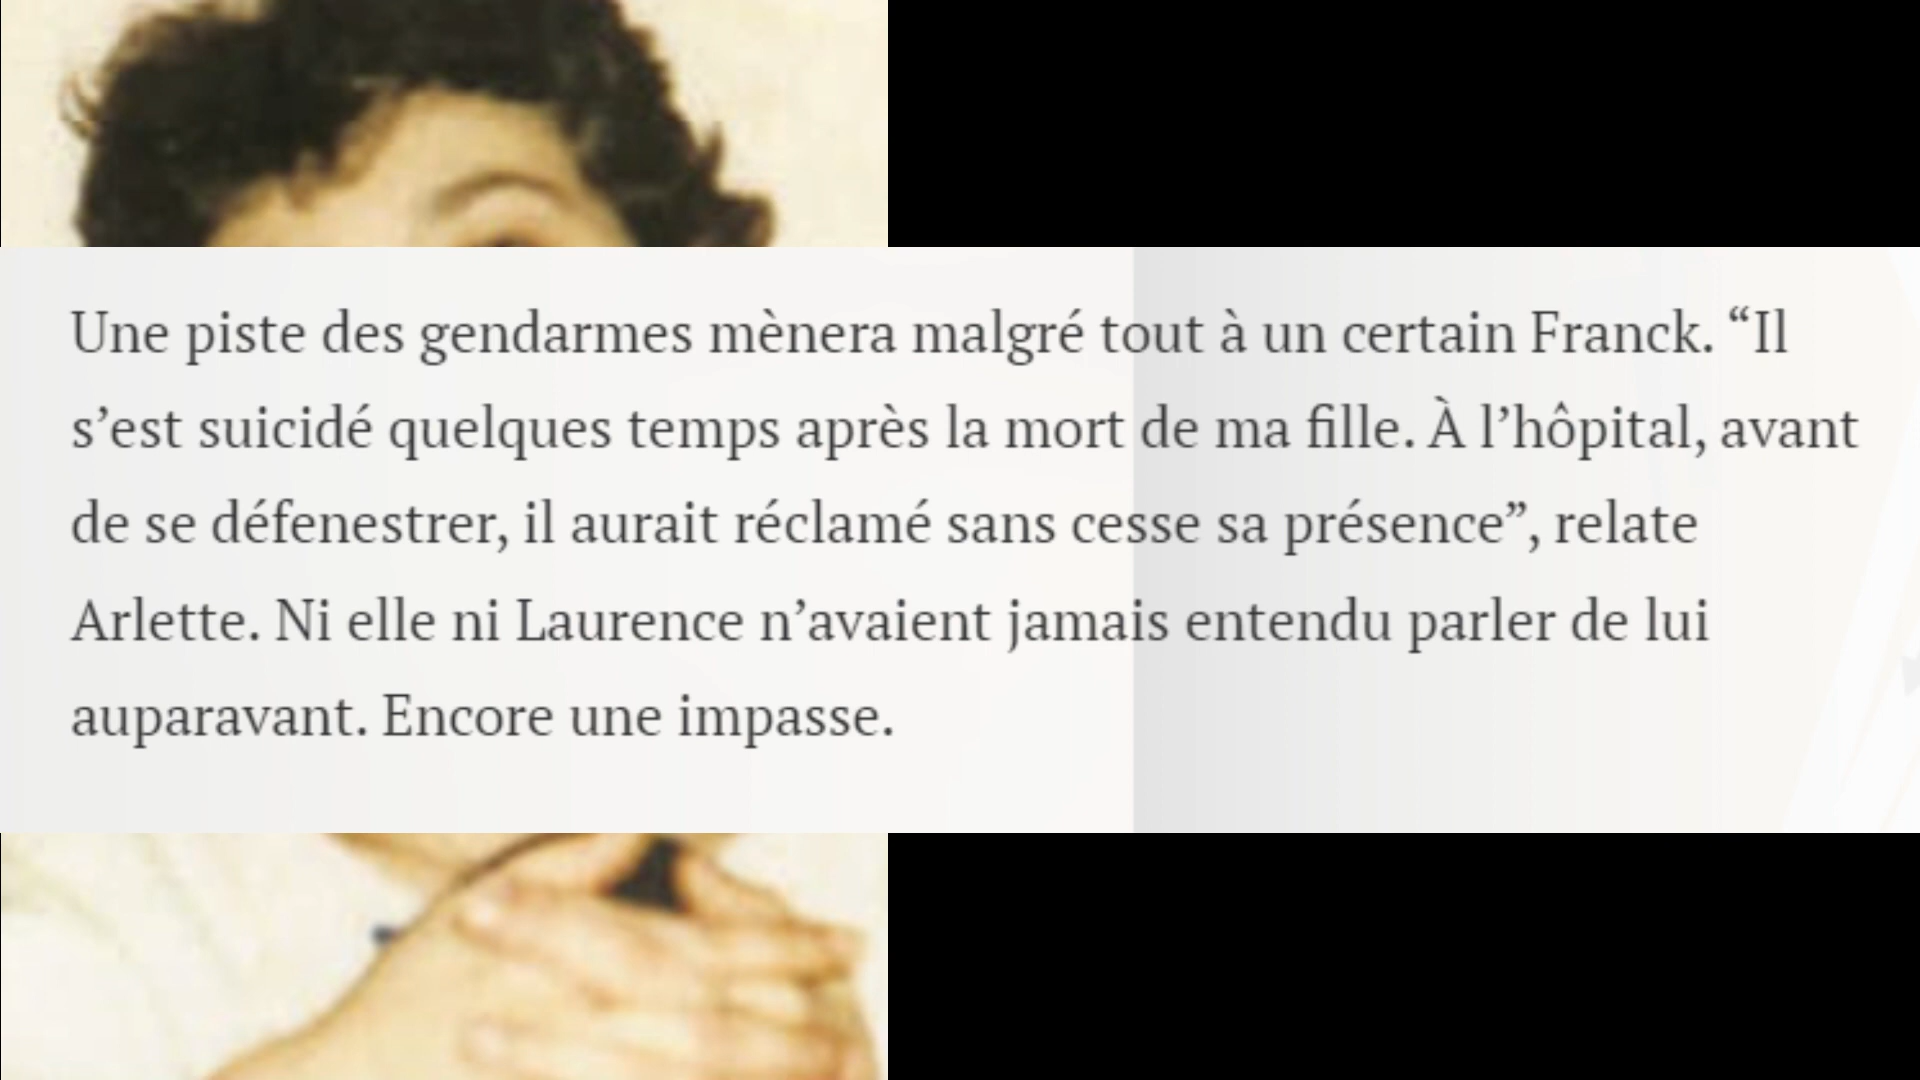 Une piste des gendarmes mènera malgré tout à un certain Franck. “Il
s’est suicidé quelques temps après la mort de ma fille. À l’hôpital, avant
de se défenestrer, il aurait réclamé sans cesse sa présence”, relate
Arlette. Ni elle ni Laurence n’avaient jamais entendu parler de lui
auparavant. Encore une impasse.